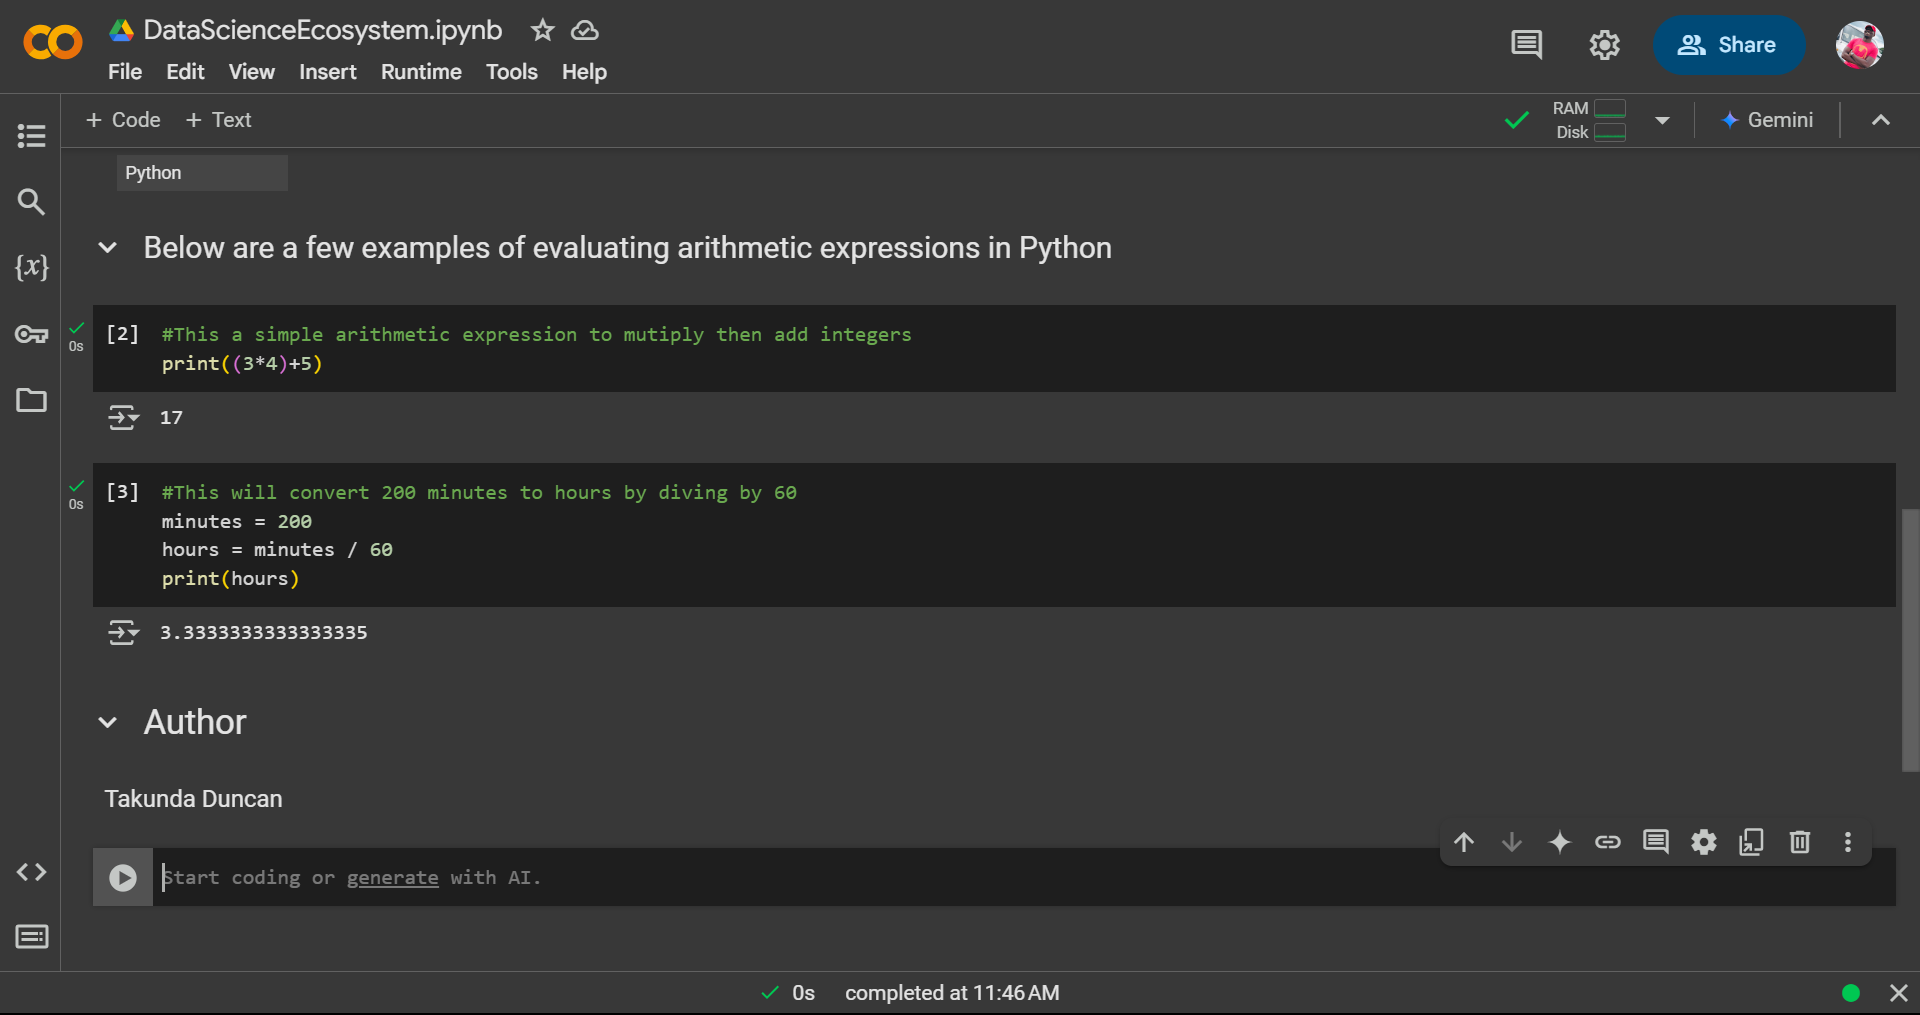 DataScienceEcosystem.ipynb
File Edit View Insert Runtime Tools Help
Share
+ Code + Text
RAM
Disk
Gemini
Python
Below are a few examples of evaluating arithmetic expressions in Python
[2] #This a simple arithmetic expression to mutiply then add integers
0s
print((3*4)+5)
17
[3] #This will convert 200 minutes to hours by diving by 60
0s
minutes = 200
hours = minutes / 60
print(hours)
3.3333333333333335
Author
Takunda Duncan
Start coding or generate with AI.
0s completed at 11:46 AM